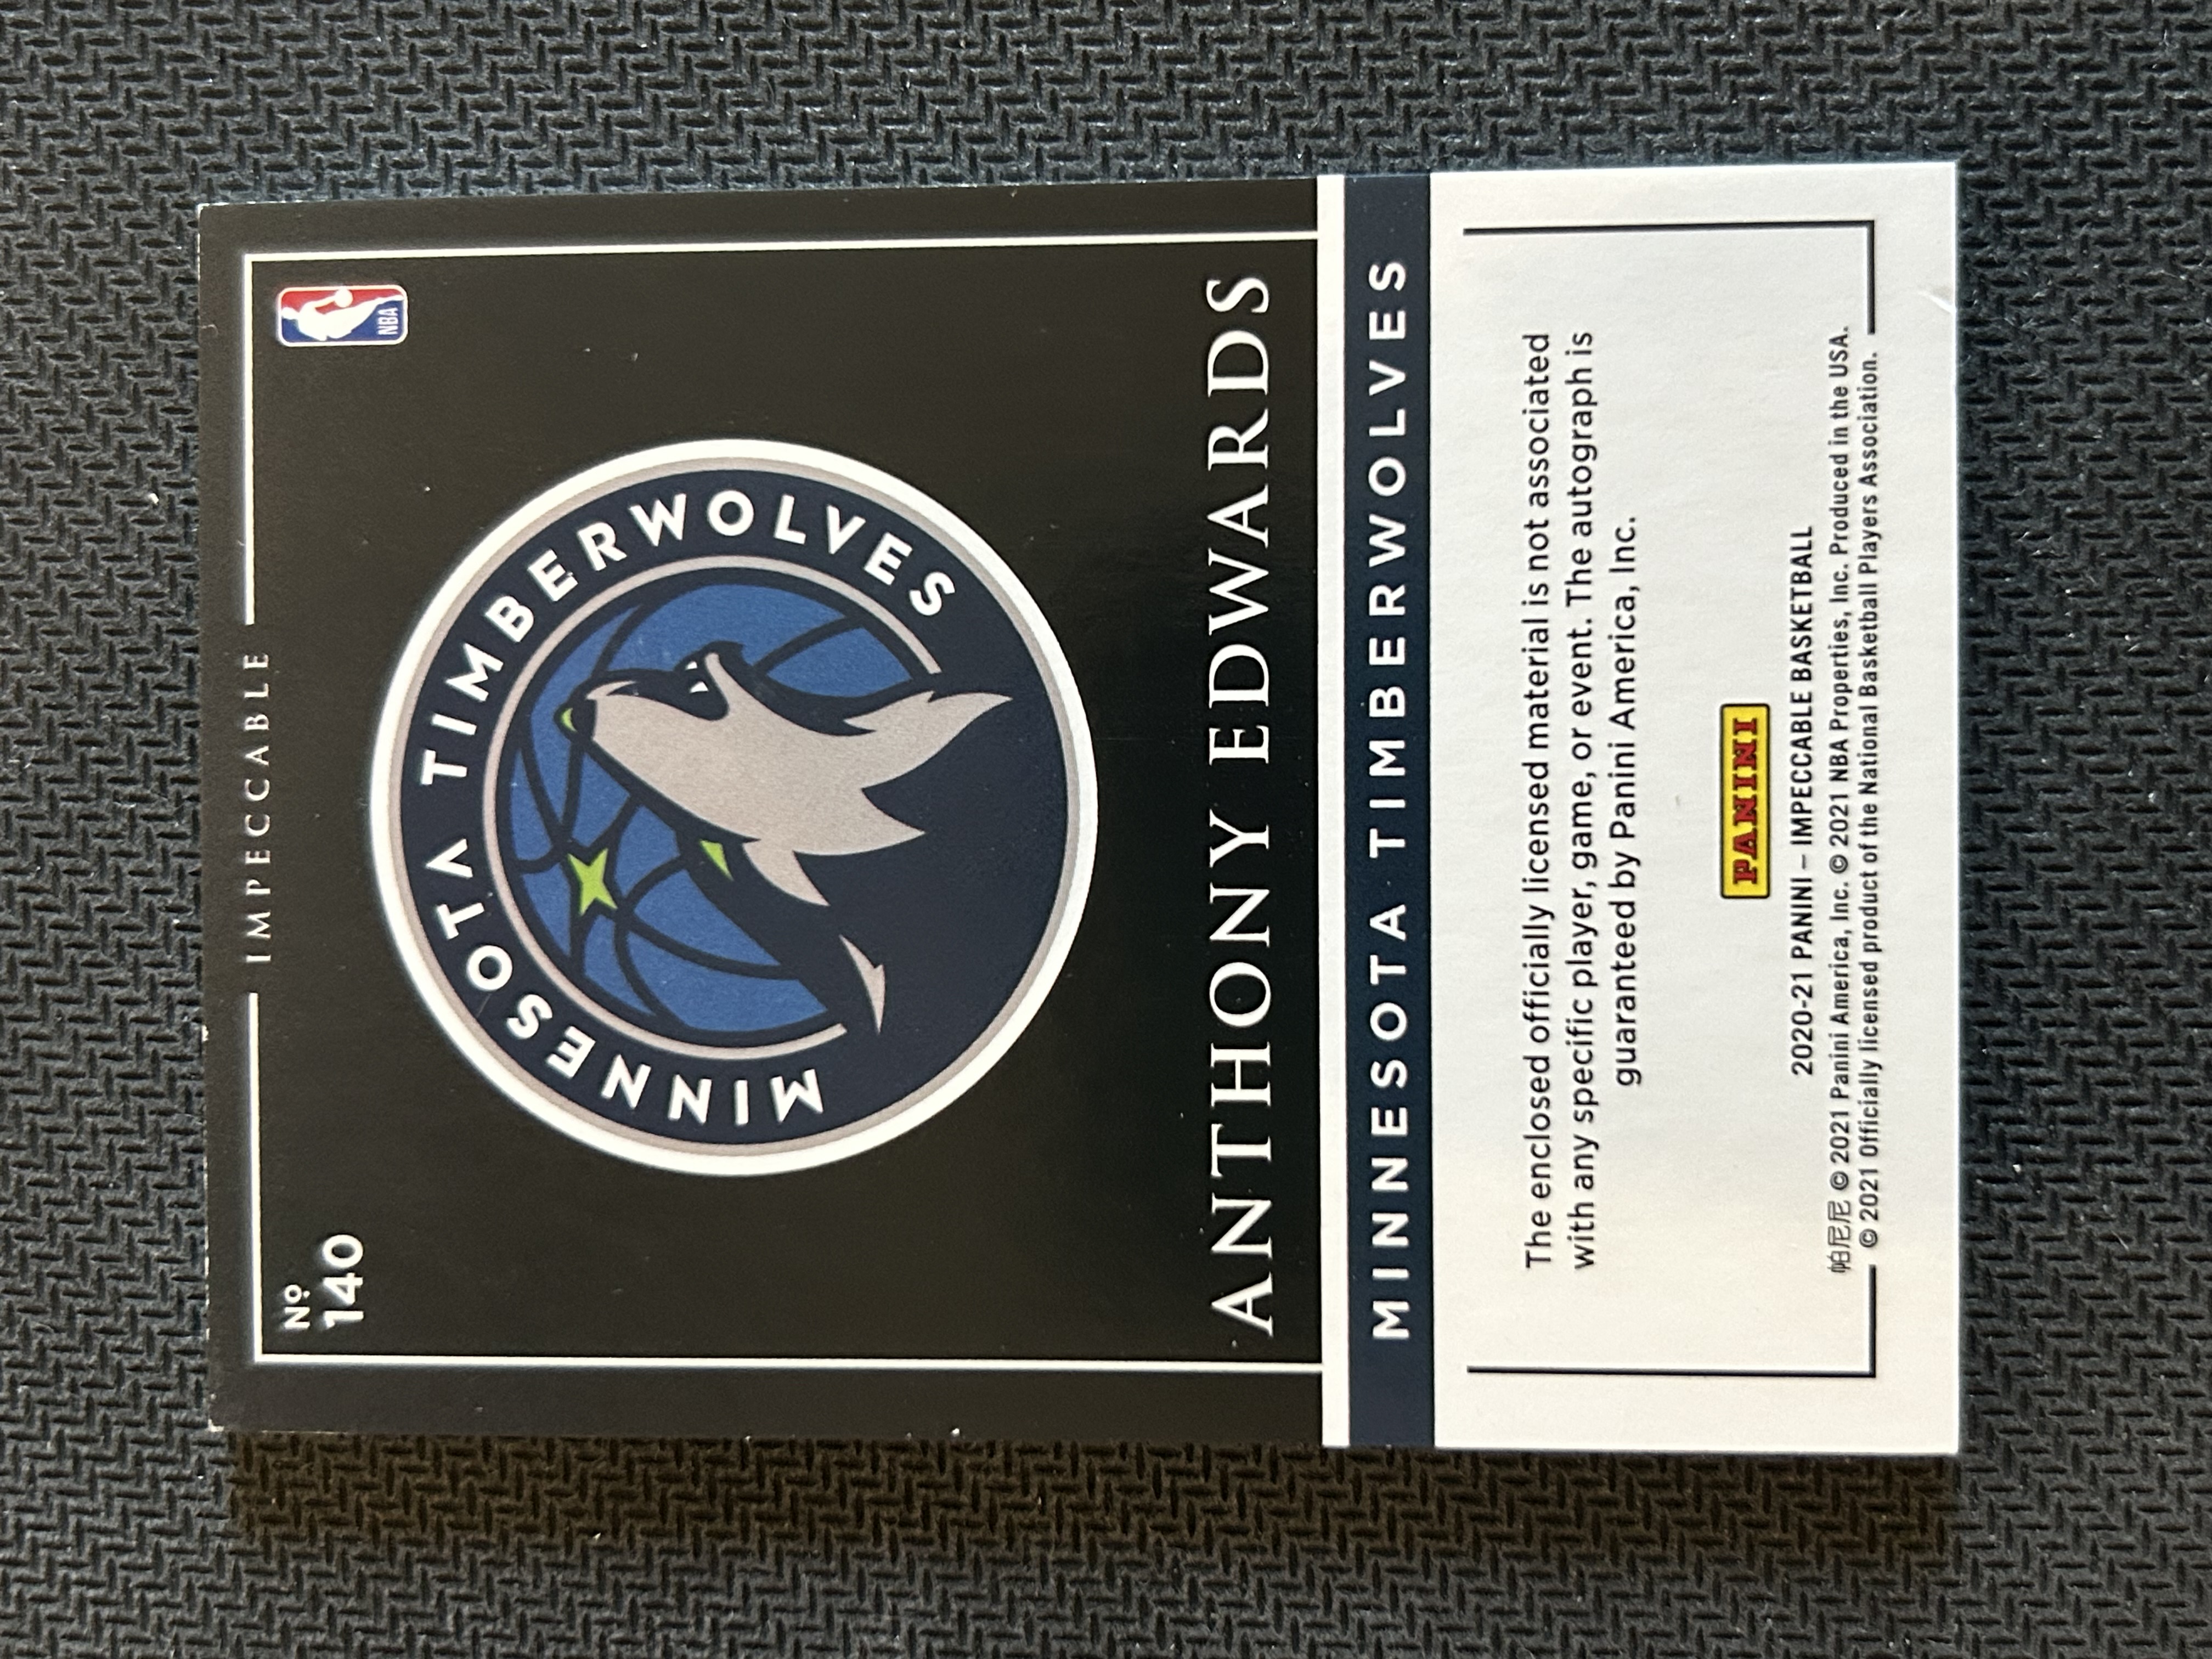 IMPECCABLE
Nº
140
NBA
MINNESOTA TIMBERWOLVES
ANTHONY EDWARDS
MINNESOTA TIMBERWOLVES
The enclosed officially licensed material is not associated
with any specific player, game, or event. The autograph is
guaranteed by Panini America, Inc.
PANINI
2020-21 PANINI – IMPECCABLE BASKETBALL
帕尼尼 © 2021 Panini America, Inc. © 2021 NBA Properties, Inc. Produced in the USA.
© 2021 Officially licensed product of the National Basketball Players Association.